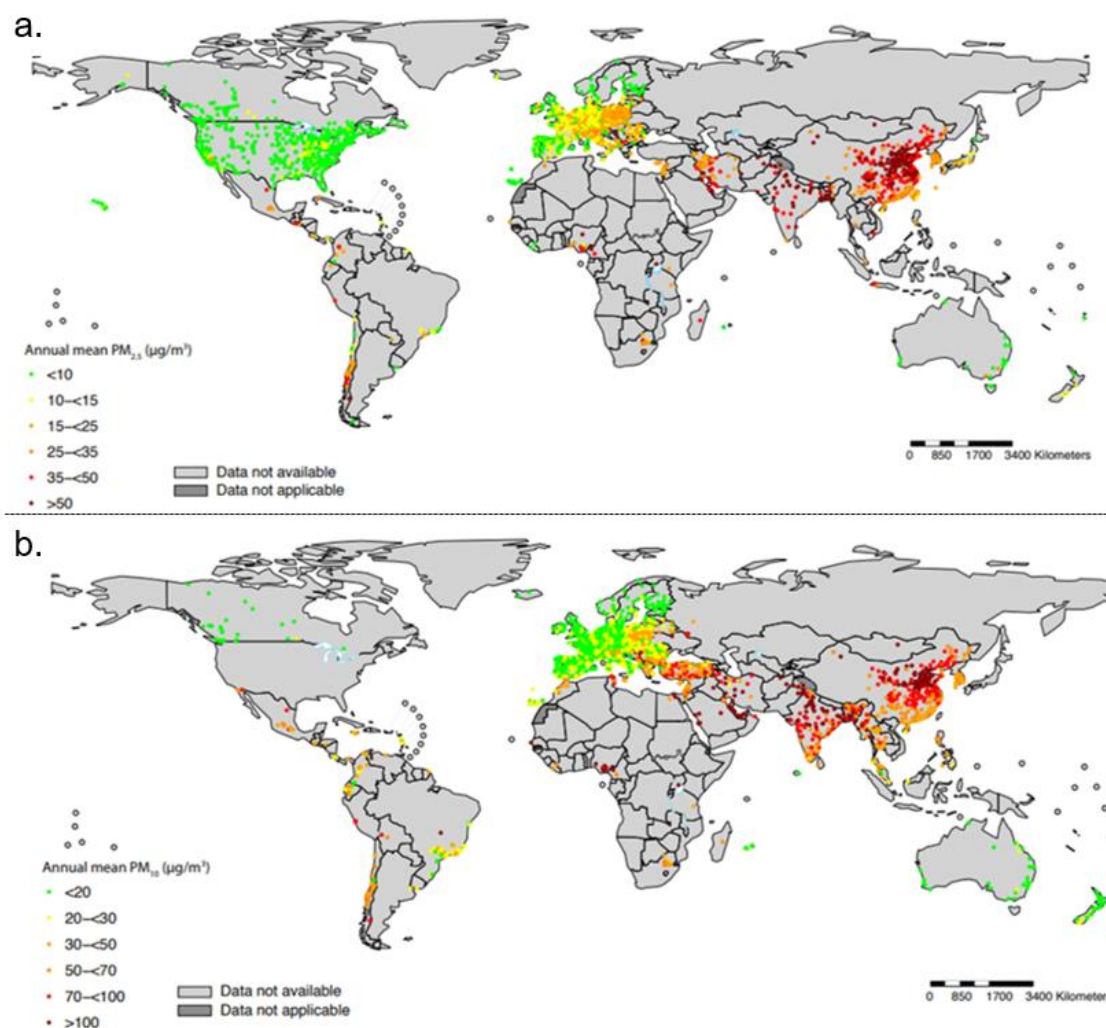 a.
Annual mean PM2.5 (µg/m³)
<10
10–<15
15–<25
25–<35
35–<50
>50
Data not available
Data not applicable
0 850 1700 3400 Kilometers
b.
Annual mean PM10 (µg/m³)
<20
20–<30
30–<50
50–<70
70–<100
>100
Data not available
Data not applicable
0 850 1700 3400 Kilometers